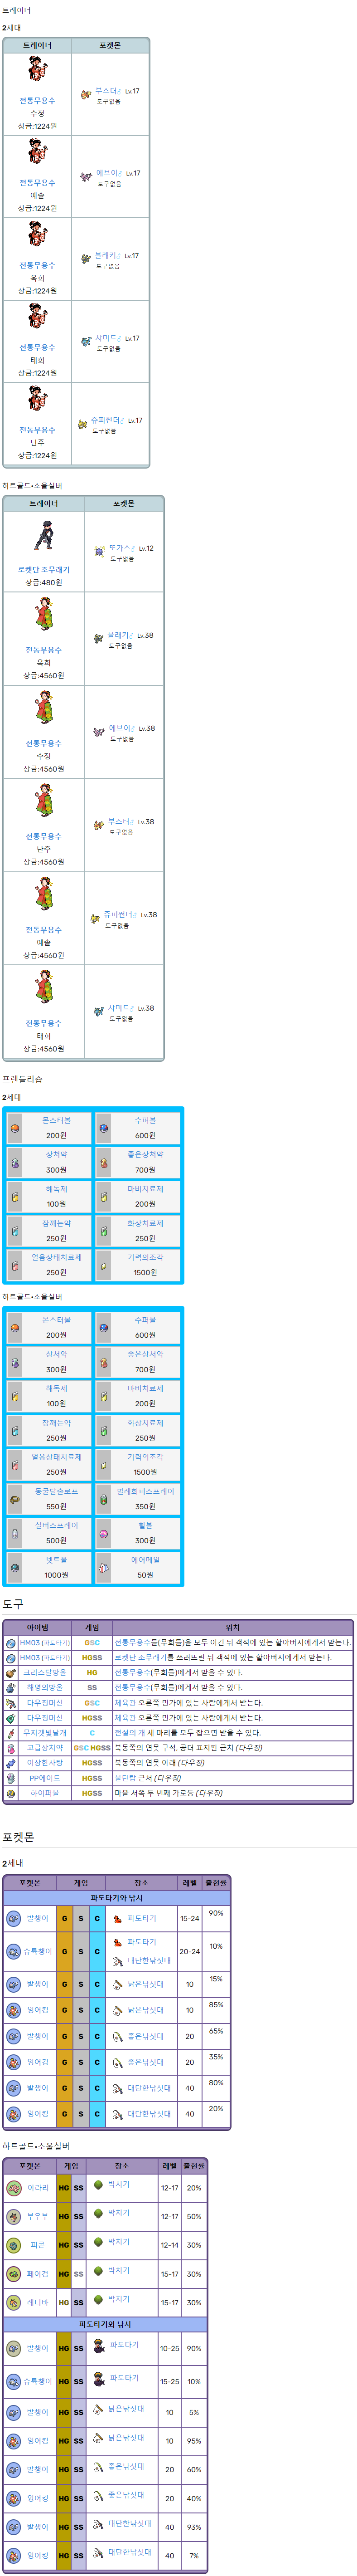 트레이너
2세대
트레이너 포켓몬
전통무용수
수정
상금:1224원
부스터♂ Lv.17
도구없음
전통무용수
예솔
상금:1224원
에브이♂ Lv.17
도구없음
전통무용수
옥희
상금:1224원
블래키♂ Lv.17
도구없음
전통무용수
태희
상금:1224원
샤미드♂ Lv.17
도구없음
전통무용수
난주
상금:1224원
쥬피썬더♂ Lv.17
도구없음
하트골드•소울실버
트레이너 포켓몬
로켓단 조무래기
상금:480원
또가스♂ Lv.12
도구없음
전통무용수
옥희
상금:4560원
블래키♂ Lv.38
도구없음
전통무용수
수정
상금:4560원
에브이♂ Lv.38
도구없음
전통무용수
난주
상금:4560원
부스터♂ Lv.38
도구없음
전통무용수
예솔
상금:4560원
쥬피썬더♂ Lv.38
도구없음
전통무용수
태희
상금:4560원
샤미드♂ Lv.38
도구없음
프렌들리숍
2세대
몬스터볼 수퍼볼
200원 600원
상처약 좋은상처약
300원 700원
해독제 마비치료제
100원 200원
잠깨는약 화상치료제
250원 250원
얼음상태치료제 기력의조각
250원 1500원
하트골드•소울실버
몬스터볼 수퍼볼
200원 600원
상처약 좋은상처약
300원 700원
해독제 마비치료제
100원 200원
잠깨는약 화상치료제
250원 250원
얼음상태치료제 기력의조각
250원 1500원
동굴탈출로프 벌레회피스프레이
550원 350원
실버스프레이 힐볼
500원 300원
넷트볼 에어메일
1000원 50원
도구
아이템 게임 위치
HM03 (파도타기) GSC 전통무용수들(무희들)을 모두 이긴 뒤 객석에 있는 할아버지에게서 받는다.
HM03 (파도타기) HGSS 로켓단 조무래기를 쓰러뜨린 뒤 객석에 있는 할아버지에게서 받는다.
크리스탈방울 HG 전통무용수(무희들)에게서 받을 수 있다.
해명의방울 SS 전통무용수(무희들)에게서 받을 수 있다.
다우징머신 GSC 체육관 오른쪽 민가에 있는 사람에게서 받는다.
다우징머신 HGSS 체육관 오른쪽 민가에 있는 사람에게서 받는다.
무지갯빛날개 C 전설의 개 세 마리를 모두 잡으면 받을 수 있다.
고급상처약 GSC HGSS 북동쪽의 연못 구석, 공터 표지판 근처 (다우징)
이상한사탕 HGSS 북동쪽의 연못 아래 (다우징)
PP에이드 HGSS 불탄탑 근처 (다우징)
하이퍼볼 HGSS 마을 서쪽 두 번째 가로등 (다우징)
포켓몬
2세대
포켓몬 게임 장소 레벨 출현률
파도타기와 낚시
발챙이 G S C 파도타기 15-24 90%
슈륙챙이 G S C 파도타기 대단한낚싯대 20-24 10%
발챙이 G S C 낡은낚싯대 10 15%
잉어킹 G S C 낡은낚싯대 10 85%
발챙이 G S C 좋은낚싯대 20 65%
잉어킹 G S C 좋은낚싯대 20 35%
발챙이 G S C 대단한낚싯대 40 80%
잉어킹 G S C 대단한낚싯대 40 20%
하트골드•소울실버
포켓몬 게임 장소 레벨 출현률
아라리 HG SS 박치기 12-17 20%
부우부 HG SS 박치기 12-17 50%
피콘 HG SS 박치기 12-14 30%
페이검 HG SS 박치기 15-17 30%
레디바 HG SS 박치기 15-17 30%
파도타기와 낚시
발챙이 HG SS 파도타기 10-25 90%
슈륙챙이 HG SS 파도타기 15-25 10%
발챙이 HG SS 낡은낚싯대 10 5%
잉어킹 HG SS 낡은낚싯대 10 95%
발챙이 HG SS 좋은낚싯대 20 60%
잉어킹 HG SS 좋은낚싯대 20 40%
발챙이 HG SS 대단한낚싯대 40 93%
잉어킹 HG SS 대단한낚싯대 40 7%